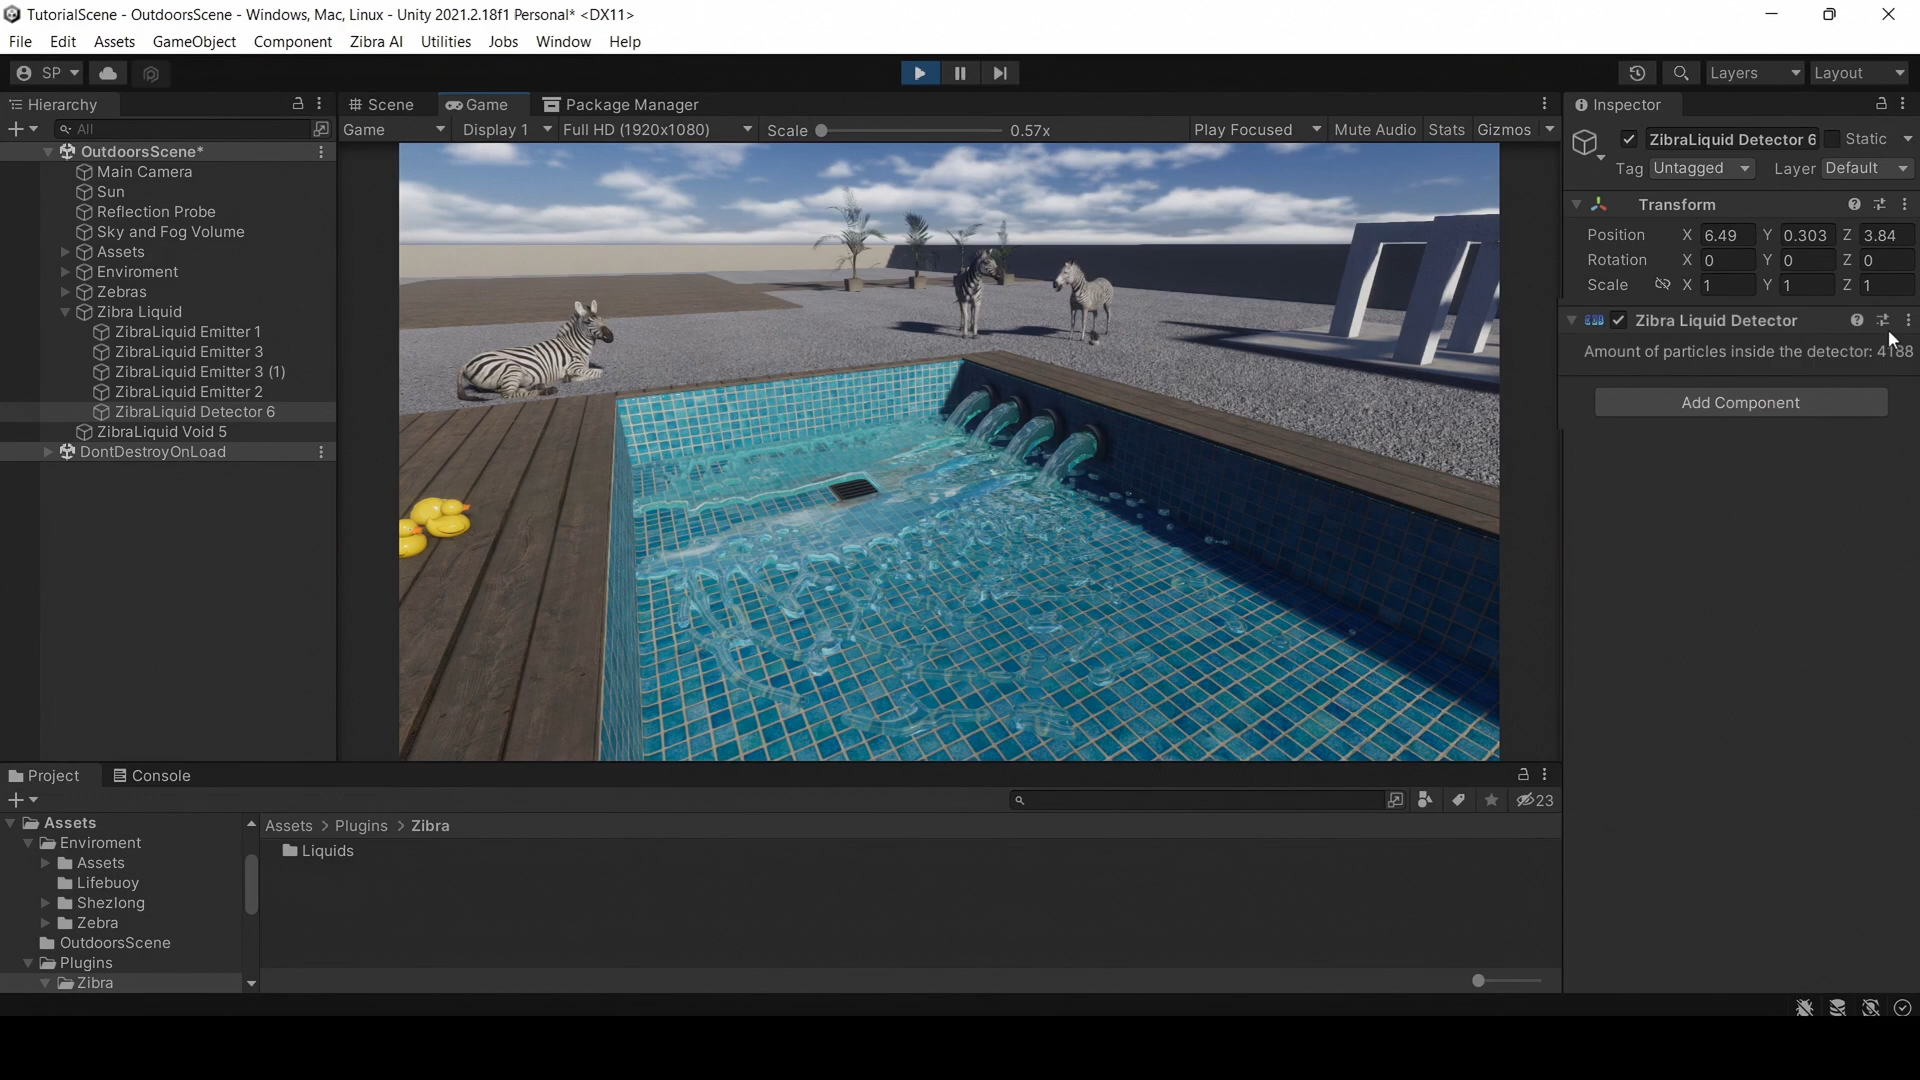 TutorialScene - OutdoorsScene - Windows, Mac, Linux - Unity 2021.2.18f1 Personal* <DX11>
File Edit Assets GameObject Component Zibra AI Utilities Jobs Window Help
SP Layers Layout
Hierarchy
All
OutdoorsScene*
Main Camera
Sun
Reflection Probe
Sky and Fog Volume
Assets
Enviroment
Zebras
Zibra Liquid
ZibraLiquid Emitter 1
ZibraLiquid Emitter 3
ZibraLiquid Emitter 3 (1)
ZibraLiquid Emitter 2
ZibraLiquid Detector 6
ZibraLiquid Void 5
DontDestroyOnLoad
Scene Game Package Manager
Game Display 1 Full HD (1920x1080) Scale 0.57x Play Focused Mute Audio Stats Gizmos
Inspector
ZibraLiquid Detector 6 Static
Tag Untagged Layer Default
Transform
Position X 6.49 Y 0.303 Z 3.84
Rotation X 0 Y 0 Z 0
Scale X 1 Y 1 Z 1
Zibra Liquid Detector
Amount of particles inside the detector: 4188
Add Component
Project Console
23
Assets
Enviroment
Assets
Lifebuoy
Shezlong
Zebra
OutdoorsScene
Plugins
Zibra
Assets > Plugins > Zibra
Liquids